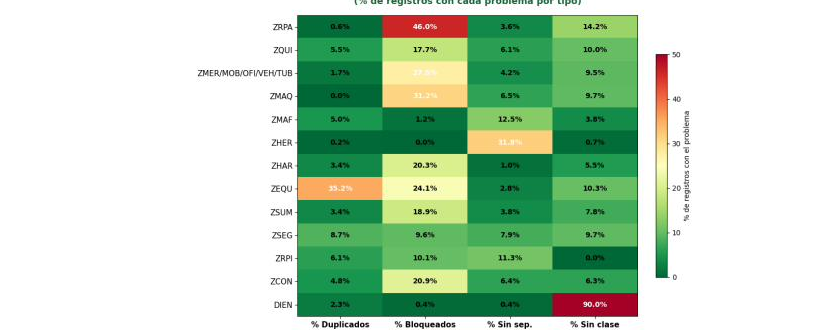 (% de registros con cada problema por tipo)
ZRPA 0.6% 46.0% 3.6% 14.2%
ZQUI 5.5% 17.7% 6.1% 10.0%
ZMER/MOB/OFI/VEH/TUB 1.7% 4.2% 9.5%
ZMAQ 0.0% 31.2% 6.5% 9.7%
ZMAF 5.0% 1.2% 12.5% 3.8%
ZHER 0.2% 0.0% 31.8% 0.7%
ZHAR 3.4% 20.3% 1.0% 5.5%
ZEQU 35.2% 24.1% 2.8% 10.3%
ZSUM 3.4% 18.9% 3.8% 7.8%
ZSEG 8.7% 9.6% 7.9% 9.7%
ZRPI 6.1% 10.1% 11.3% 0.0%
ZCON 4.8% 20.9% 6.4% 6.3%
DIEN 2.3% 0.4% 0.4% 90.0%
% Duplicados % Bloqueados % Sin sep. % Sin clase
50
40
30
20
10
0
% de registros con el problema